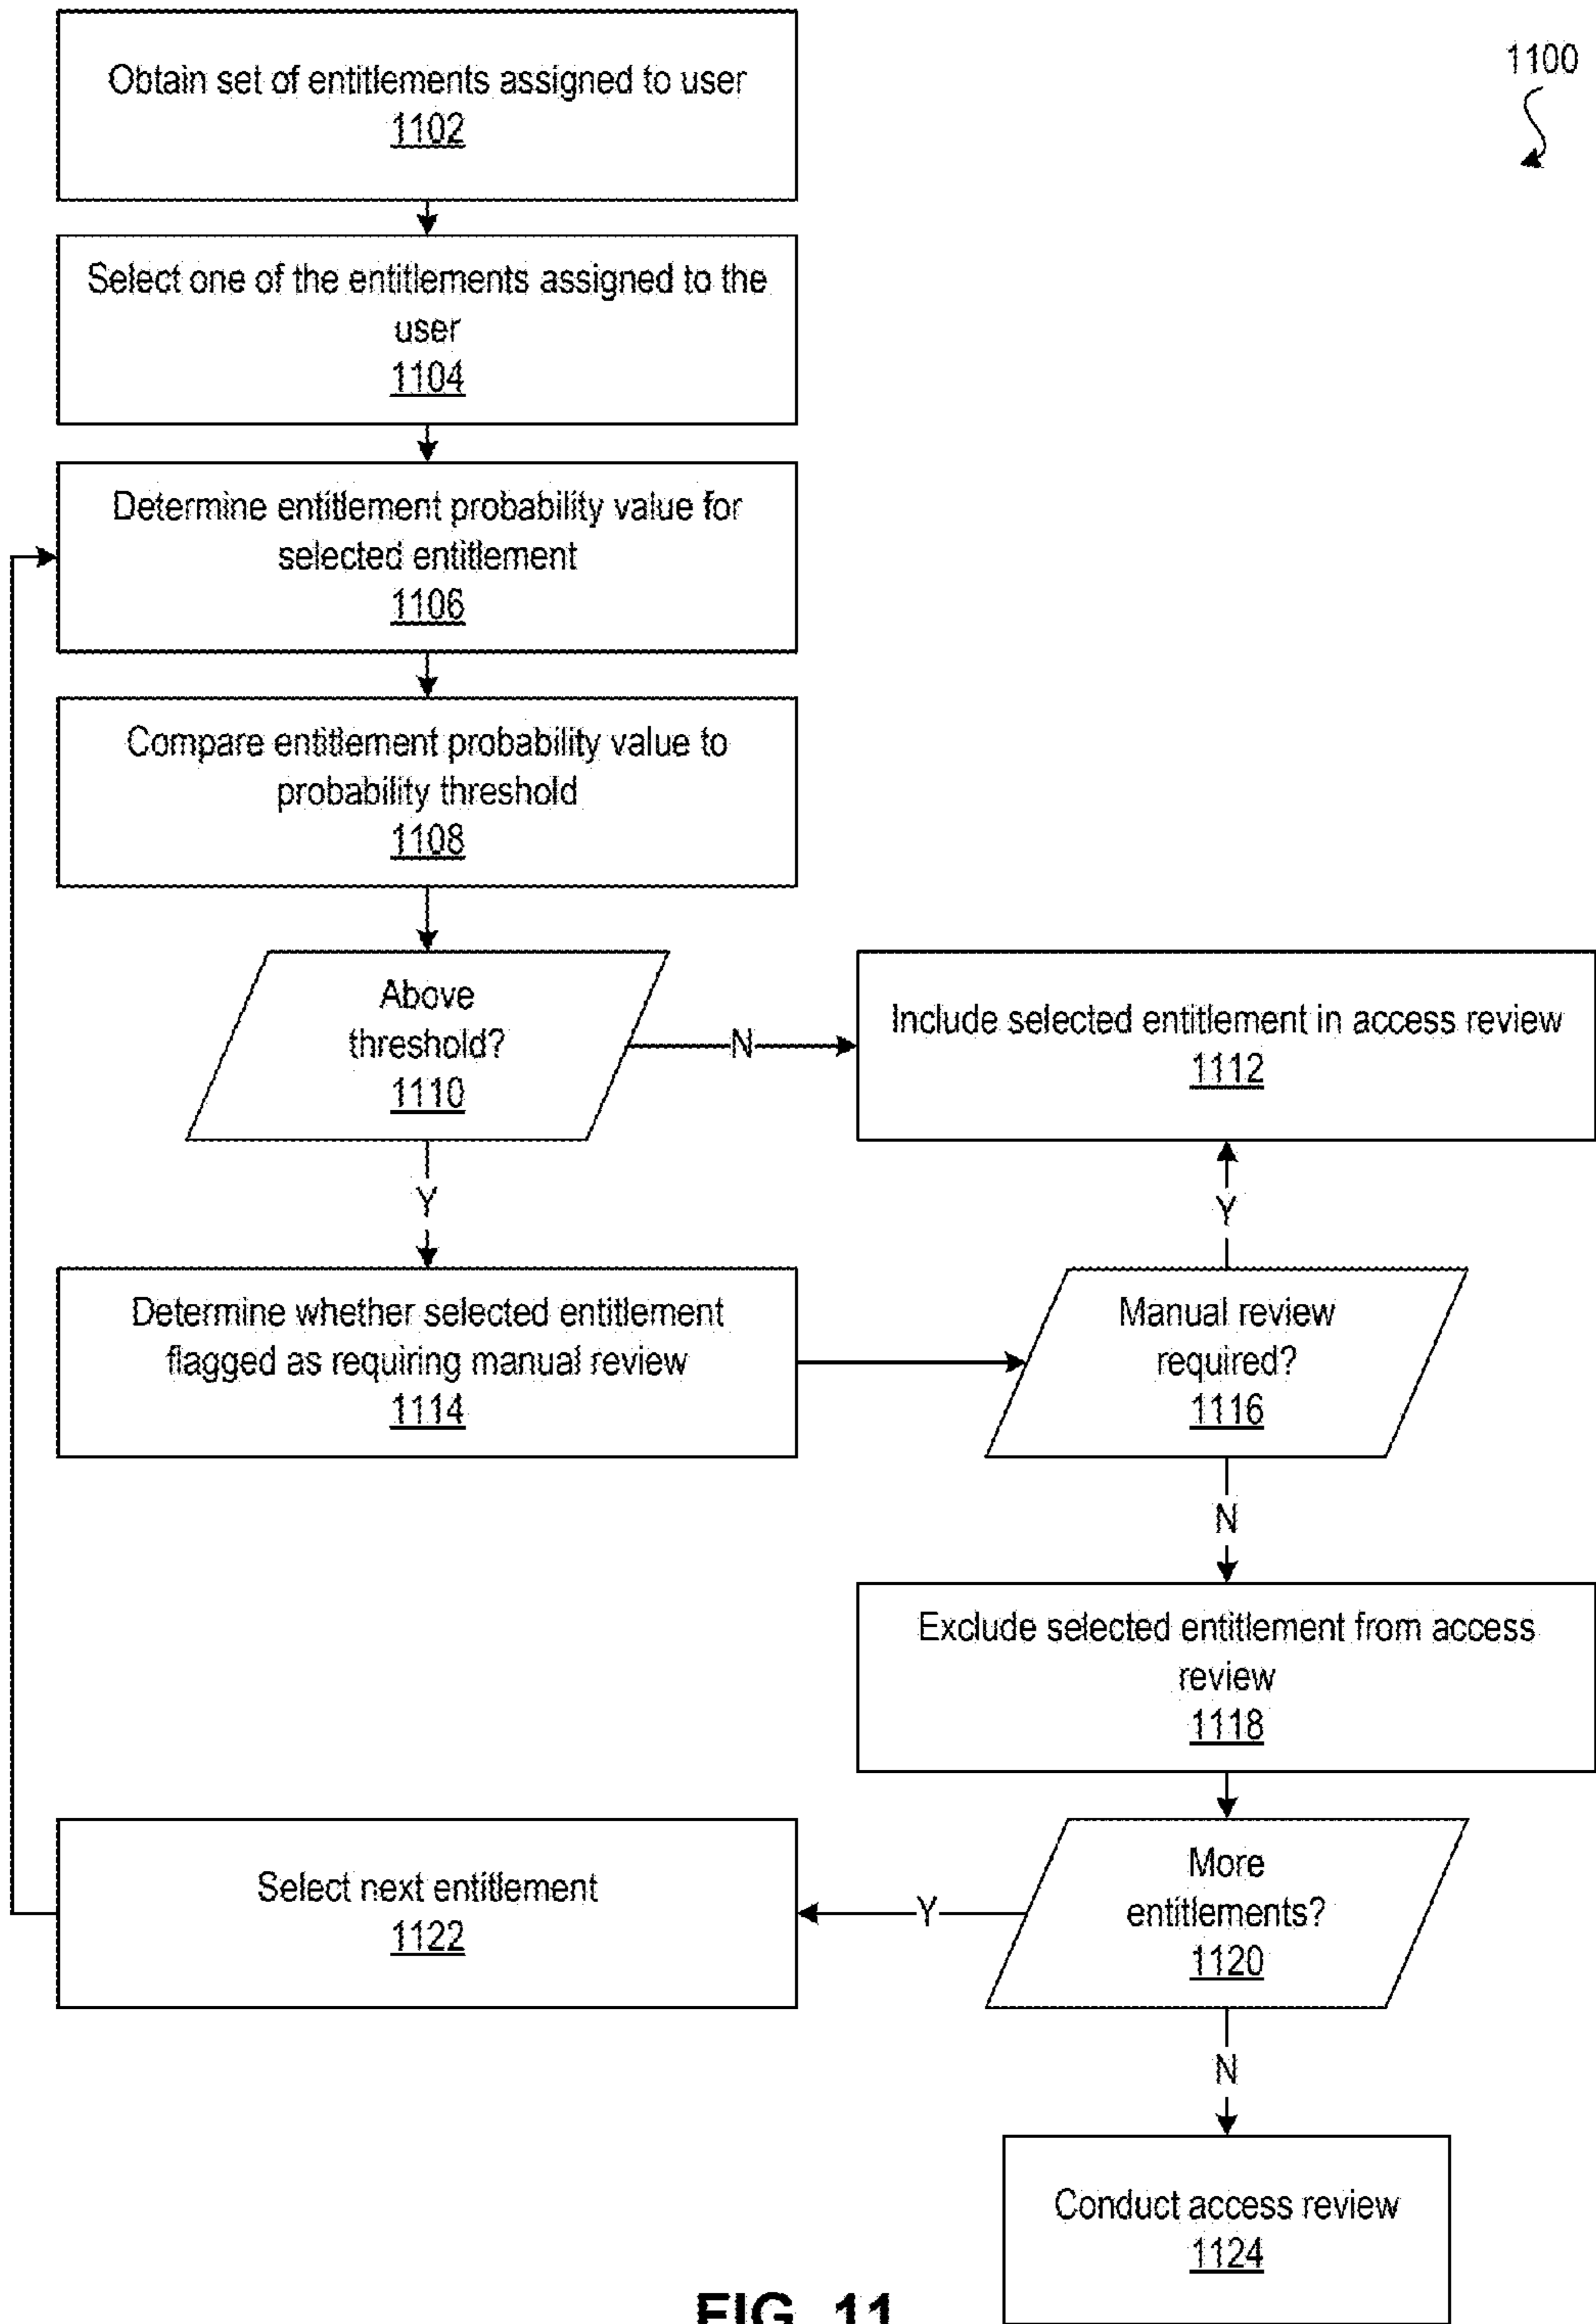 Obtain set of entitlements assigned to user
1102
1100
Select one of the entitlements assigned to the
user
1104
Determine entitlement probability value for
selected entitlement
1106
Compare entitlement probability value to
probability threshold
1108
Above
threshold?
1110
N
Include selected entitlement in access review
1112
Y
Y
Determine whether selected entitlement
flagged as requiring manual review
1114
Manual review
required?
1116
N
Exclude selected entitlement from access
review
1118
Select next entitlement
1122
Y
More
entitlements?
1120
N
Conduct access review
1124
FIG. 11